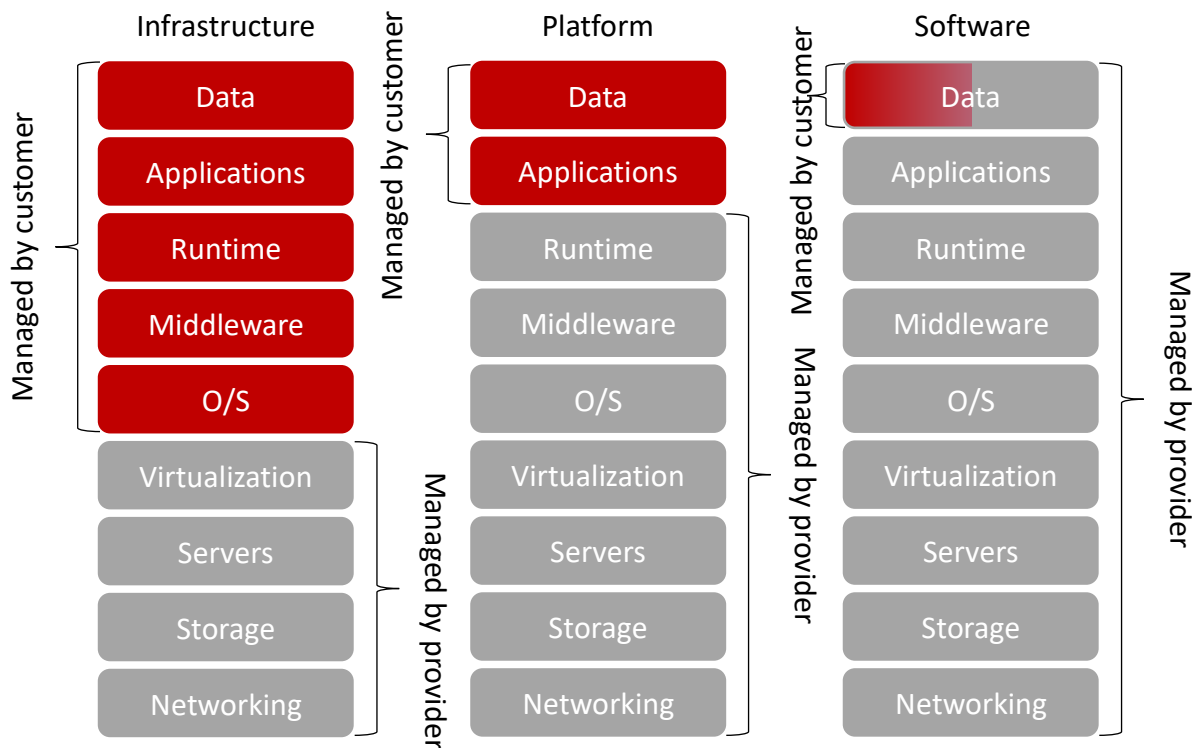 Infrastructure
Managed by customer
Data
Applications
Runtime
Middleware
O/S
Virtualization
Servers
Storage
Networking
Managed by provider
Platform
Managed by customer
Data
Applications
Runtime
Middleware
O/S
Virtualization
Servers
Storage
Networking
Managed by provider
Software
Managed by customer
Data
Applications
Runtime
Middleware
O/S
Virtualization
Servers
Storage
Networking
Managed by provider